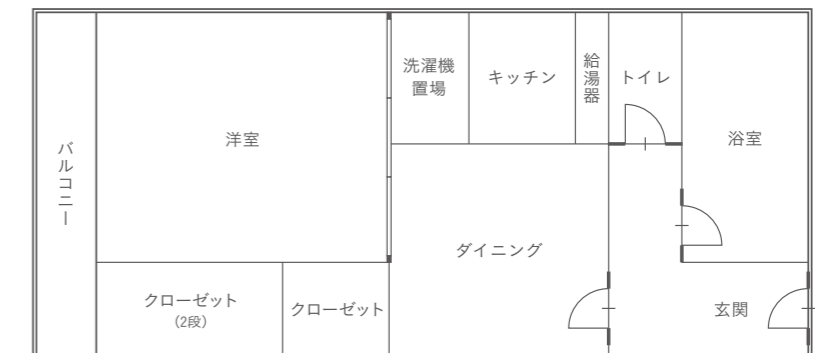 バルコニー
洋室
クローゼット
(2段)
クローゼット
洗濯機
置場
キッチン
給湯器
トイレ
浴室
ダイニング
玄関